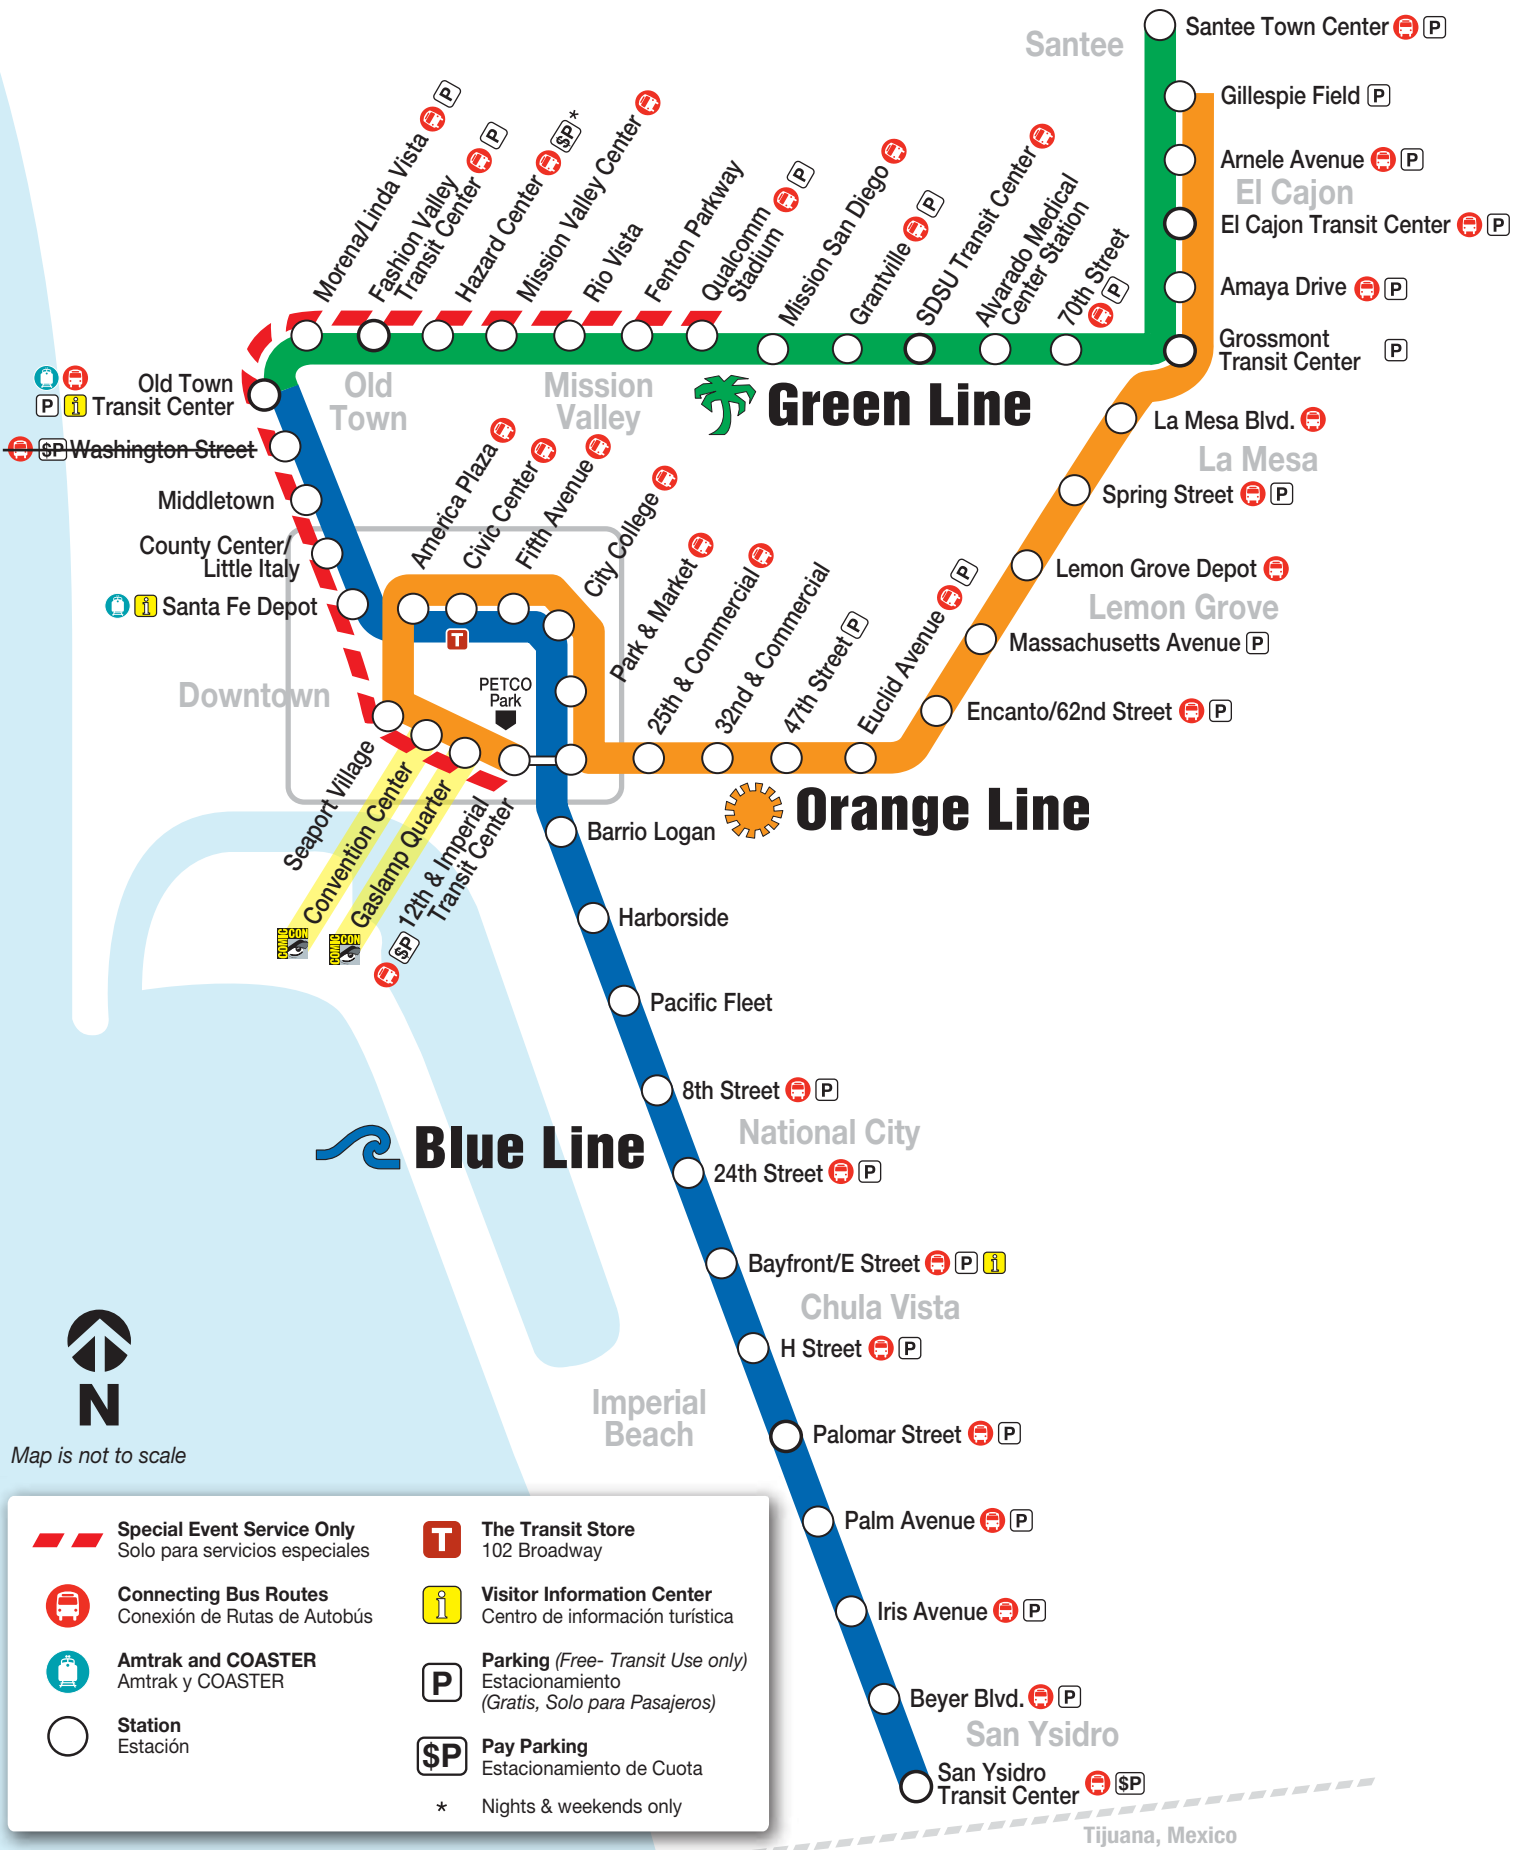 Santee
Santee Town Center P
Gillespie Field P
Arnele Avenue P
El Cajon
El Cajon Transit Center P
Amaya Drive P
Grossmont
Transit Center P
Morena/Linda Vista P
Fashion Valley
Transit Center P
Hazard Center $P*
Mission Valley Center
Rio Vista
Fenton Parkway
Qualcomm
Stadium P
Mission San Diego
Grantville P
SDSU Transit Center
Alvarado Medical
Center Station
70th Street
P
Old Town
P i Transit Center
$P Washington Street
Middletown
County Center/
Little Italy
i Santa Fe Depot
Old
Town
Mission
Valley
Green Line
La Mesa Blvd.
La Mesa
Spring Street P
Lemon Grove Depot
Lemon Grove
Massachusetts Avenue P
Encanto/62nd Street P
America Plaza
Civic Center
Fifth Avenue
City College
Park & Market
25th & Commercial
32nd & Commercial
47th Street P
Euclid Avenue P
T
PETCO
Park
Downtown
Orange Line
Seaport Village
Convention Center
Gaslamp Quarter
12th & Imperial
Transit Center
$P
COMIC CON
COMIC CON
Barrio Logan
Harborside
Pacific Fleet
8th Street P
National City
Blue Line
24th Street P
Bayfront/E Street P i
Chula Vista
H Street P
Imperial
Beach
Palomar Street P
Palm Avenue P
Iris Avenue P
Beyer Blvd. P
San Ysidro
San Ysidro
Transit Center $P
Tijuana, Mexico
N
Map is not to scale
Special Event Service Only
Solo para servicios especiales
Connecting Bus Routes
Conexión de Rutas de Autobús
Amtrak and COASTER
Amtrak y COASTER
Station
Estación
T The Transit Store
102 Broadway
i Visitor Information Center
Centro de información turística
P Parking (Free- Transit Use only)
Estacionamiento
(Gratis, Solo para Pasajeros)
$P Pay Parking
Estacionamiento de Cuota
* Nights & weekends only